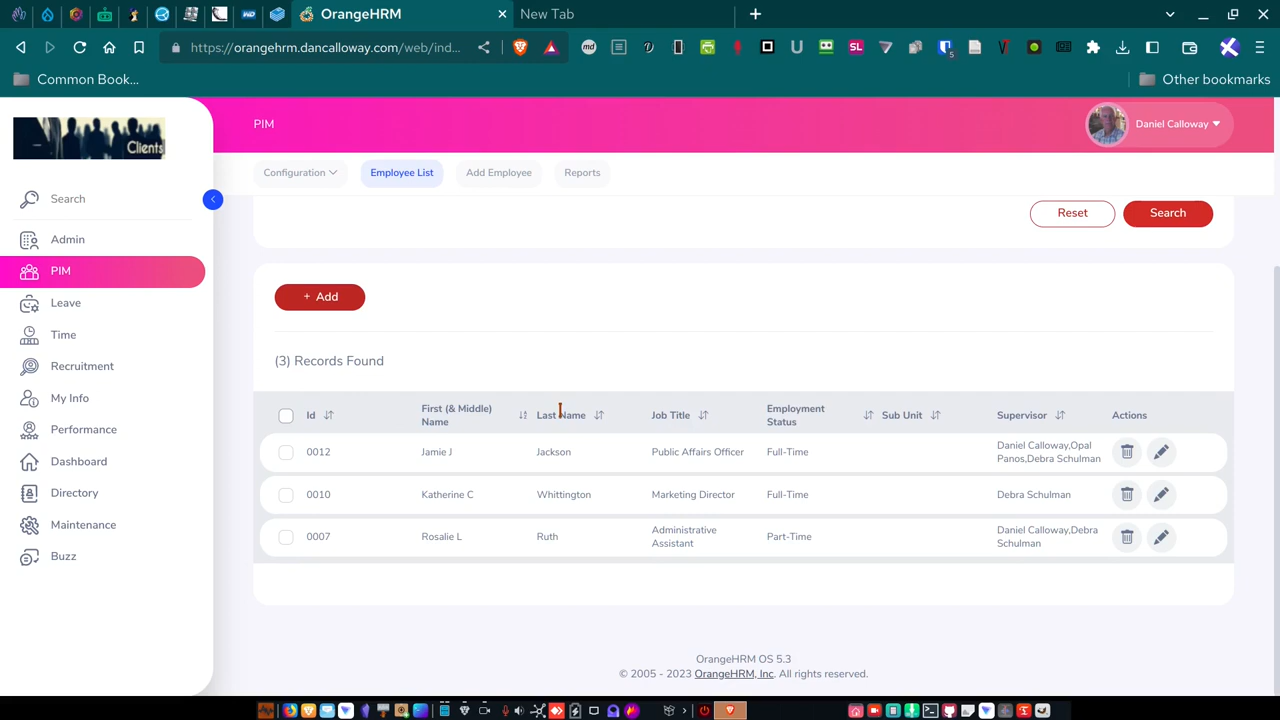 OrangeHRM
New Tab
https://orangehrm.dancalloway.com/web/ind...
Common Book...
Other bookmarks
Clients
PIM
Daniel Calloway
Search
Configuration
Employee List
Add Employee
Reports
Admin
PIM
Leave
Time
Recruitment
My Info
Performance
Dashboard
Directory
Maintenance
Buzz
Reset
Search
+ Add
(3) Records Found
Id First (& Middle) Name Last Name Job Title Employment Status Sub Unit Supervisor Actions
0012 Jamie J Jackson Public Affairs Officer Full-Time Daniel Calloway,Opal Panos,Debra Schulman
0010 Katherine C Whittington Marketing Director Full-Time Debra Schulman
0007 Rosalie L Ruth Administrative Assistant Part-Time Daniel Calloway,Debra Schulman
OrangeHRM OS 5.3
© 2005 - 2023 OrangeHRM, Inc. All rights reserved.